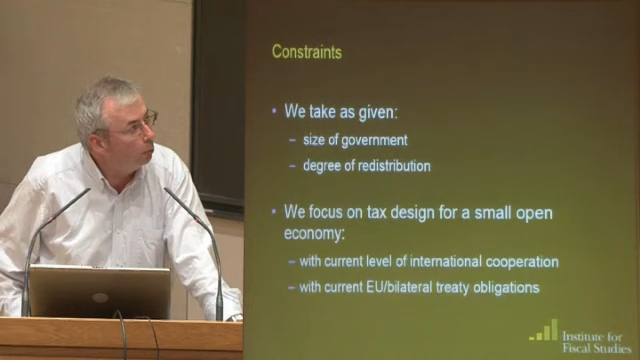 Constraints
• We take as given:
– size of government
– degree of redistribution
• We focus on tax design for a small open
economy:
– with current level of international cooperation
– with current EU/bilateral treaty obligations
Institute for
Fiscal Studies